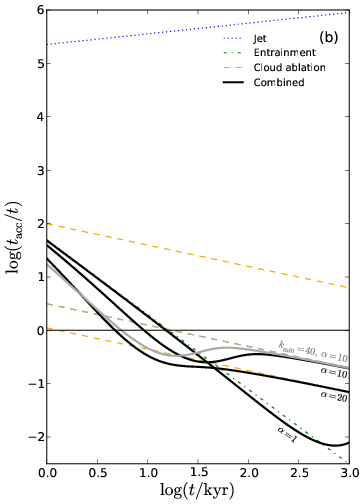 6
5
4
3
2
1
0
−1
−2
log(t_acc/t)
Jet
Entrainment
Cloud ablation
Combined
(b)
k_min=40, α=10
α=10
α=20
α=1
0.0 0.5 1.0 1.5 2.0 2.5 3.0
log(t/kyr)